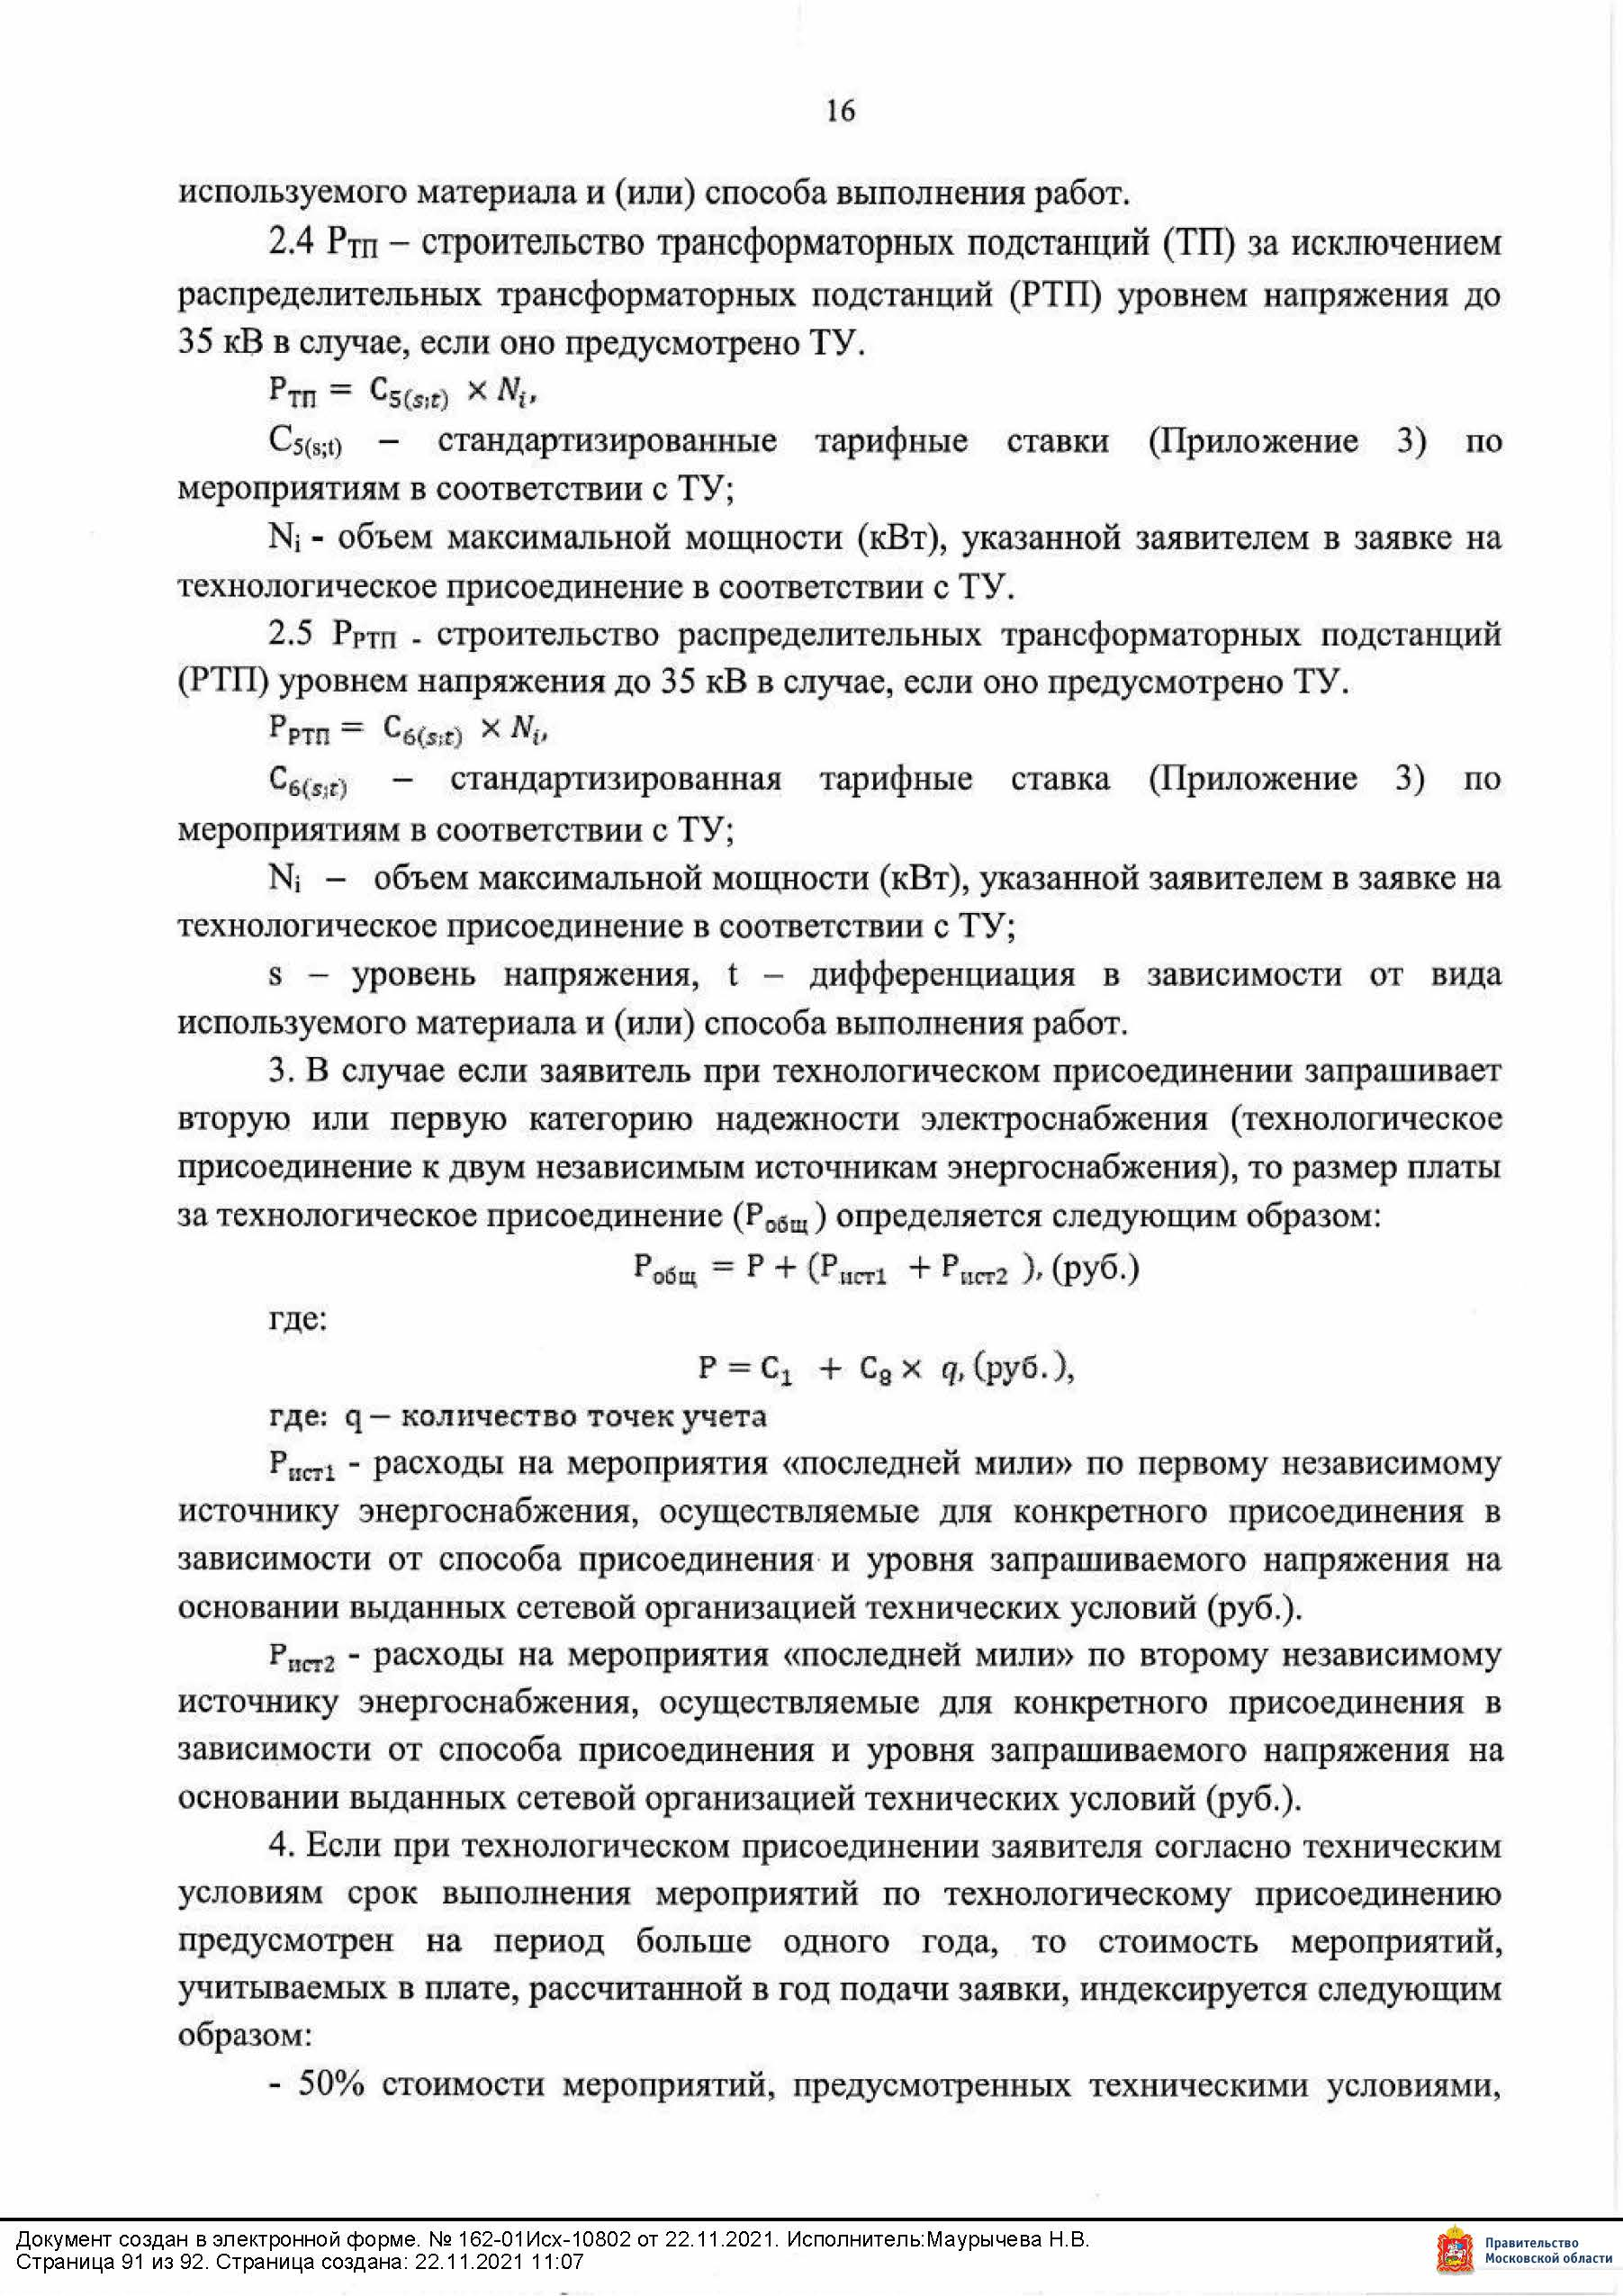 16
используемого материала и (или) способа выполнения работ.
2.4 Pтп – строительство трансформаторных подстанций (ТП) за исключением
распределительных трансформаторных подстанций (РТП) уровнем напряжения до
35 кВ в случае, если оно предусмотрено ТУ.
Pтп = C5(s;t) × Ni,
C5(s;t) – стандартизированные тарифные ставки (Приложение 3) по
мероприятиям в соответствии с ТУ;
Ni - объем максимальной мощности (кВт), указанной заявителем в заявке на
технологическое присоединение в соответствии с ТУ.
2.5 Pртп - строительство распределительных трансформаторных подстанций
(РТП) уровнем напряжения до 35 кВ в случае, если оно предусмотрено ТУ.
Pртп = C6(s;t) × Ni,
C6(s;t) – стандартизированная тарифные ставка (Приложение 3) по
мероприятиям в соответствии с ТУ;
Ni – объем максимальной мощности (кВт), указанной заявителем в заявке на
технологическое присоединение в соответствии с ТУ;
s – уровень напряжения, t – дифференциация в зависимости от вида
используемого материала и (или) способа выполнения работ.
3. В случае если заявитель при технологическом присоединении запрашивает
вторую или первую категорию надежности электроснабжения (технологическое
присоединение к двум независимым источникам энергоснабжения), то размер платы
за технологическое присоединение (Pобщ) определяется следующим образом:
Pобщ = P + (Pист1 + Pист2 ), (руб.)
где:
P = C1 + C8 × q, (руб.),
где: q – количество точек учета
Pист1 - расходы на мероприятия «последней мили» по первому независимому
источнику энергоснабжения, осуществляемые для конкретного присоединения в
зависимости от способа присоединения и уровня запрашиваемого напряжения на
основании выданных сетевой организацией технических условий (руб.).
Pист2 - расходы на мероприятия «последней мили» по второму независимому
источнику энергоснабжения, осуществляемые для конкретного присоединения в
зависимости от способа присоединения и уровня запрашиваемого напряжения на
основании выданных сетевой организацией технических условий (руб.).
4. Если при технологическом присоединении заявителя согласно техническим
условиям срок выполнения мероприятий по технологическому присоединению
предусмотрен на период больше одного года, то стоимость мероприятий,
учитываемых в плате, рассчитанной в год подачи заявки, индексируется следующим
образом:
- 50% стоимости мероприятий, предусмотренных техническими условиями,
Документ создан в электронной форме. № 162-01Исх-10802 от 22.11.2021. Исполнитель:Маурычева Н.В.
Страница 91 из 92. Страница создана: 22.11.2021 11:07
Правительство
Московской области